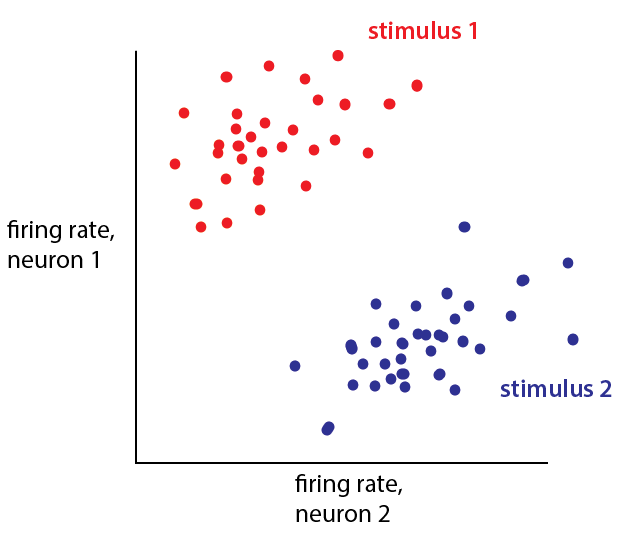 stimulus 1
firing rate,
neuron 1
stimulus 2
firing rate,
neuron 2